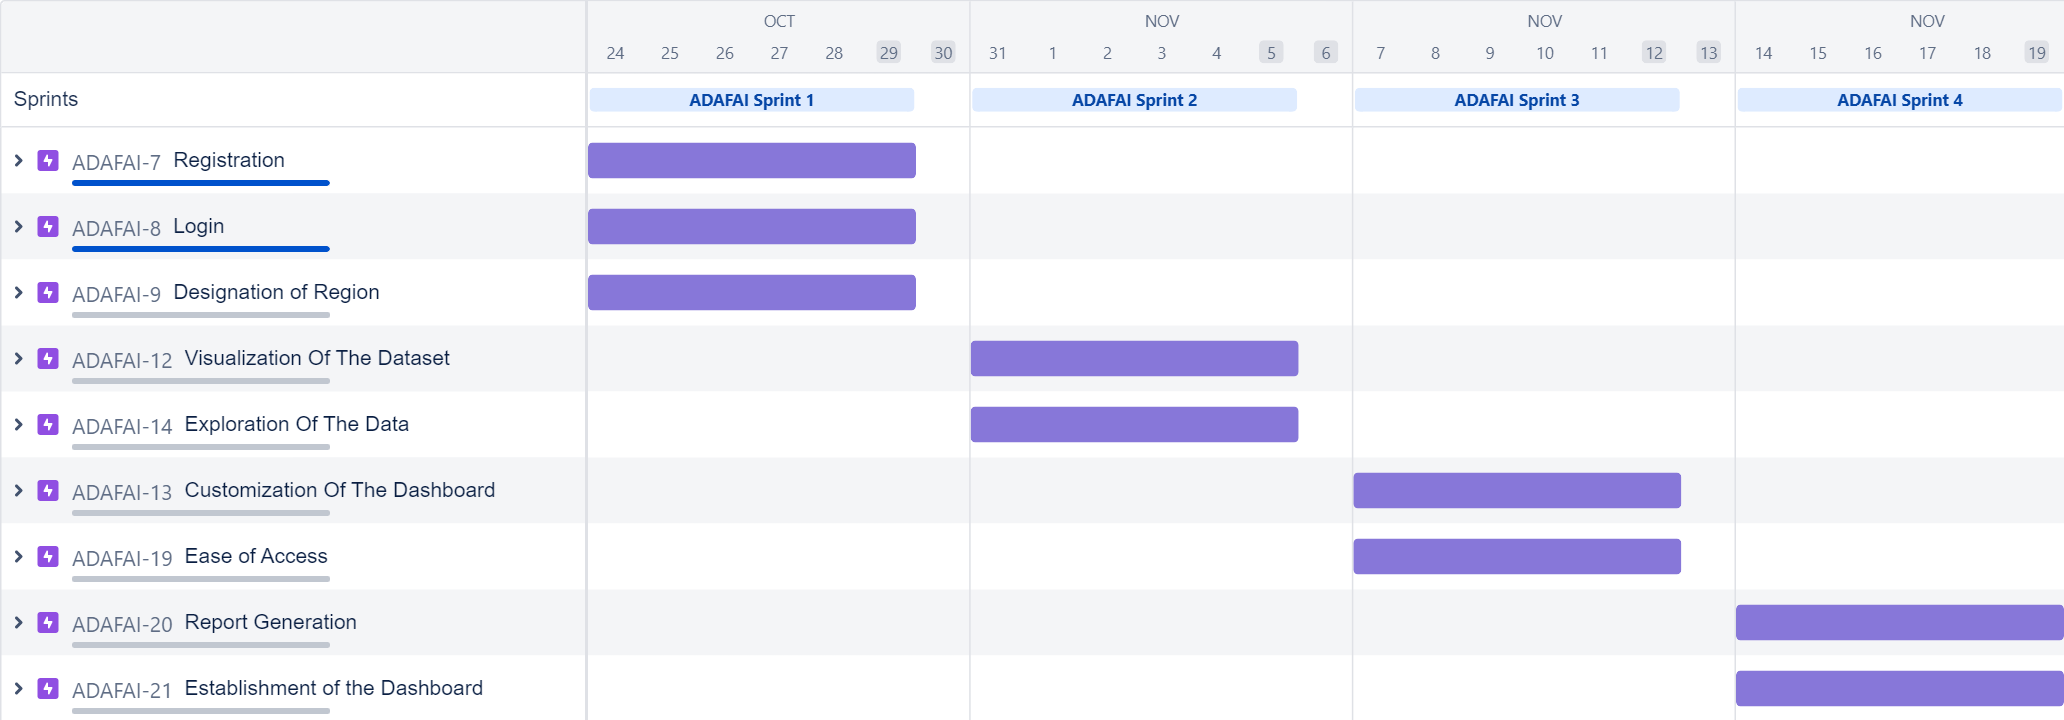 OCT NOV NOV NOV
24 25 26 27 28 29 30 31 1 2 3 4 5 6 7 8 9 10 11 12 13 14 15 16 17 18 19
Sprints ADAFAI Sprint 1 ADAFAI Sprint 2 ADAFAI Sprint 3 ADAFAI Sprint 4
ADAFAI-7 Registration
ADAFAI-8 Login
ADAFAI-9 Designation of Region
ADAFAI-12 Visualization Of The Dataset
ADAFAI-14 Exploration Of The Data
ADAFAI-13 Customization Of The Dashboard
ADAFAI-19 Ease of Access
ADAFAI-20 Report Generation
ADAFAI-21 Establishment of the Dashboard